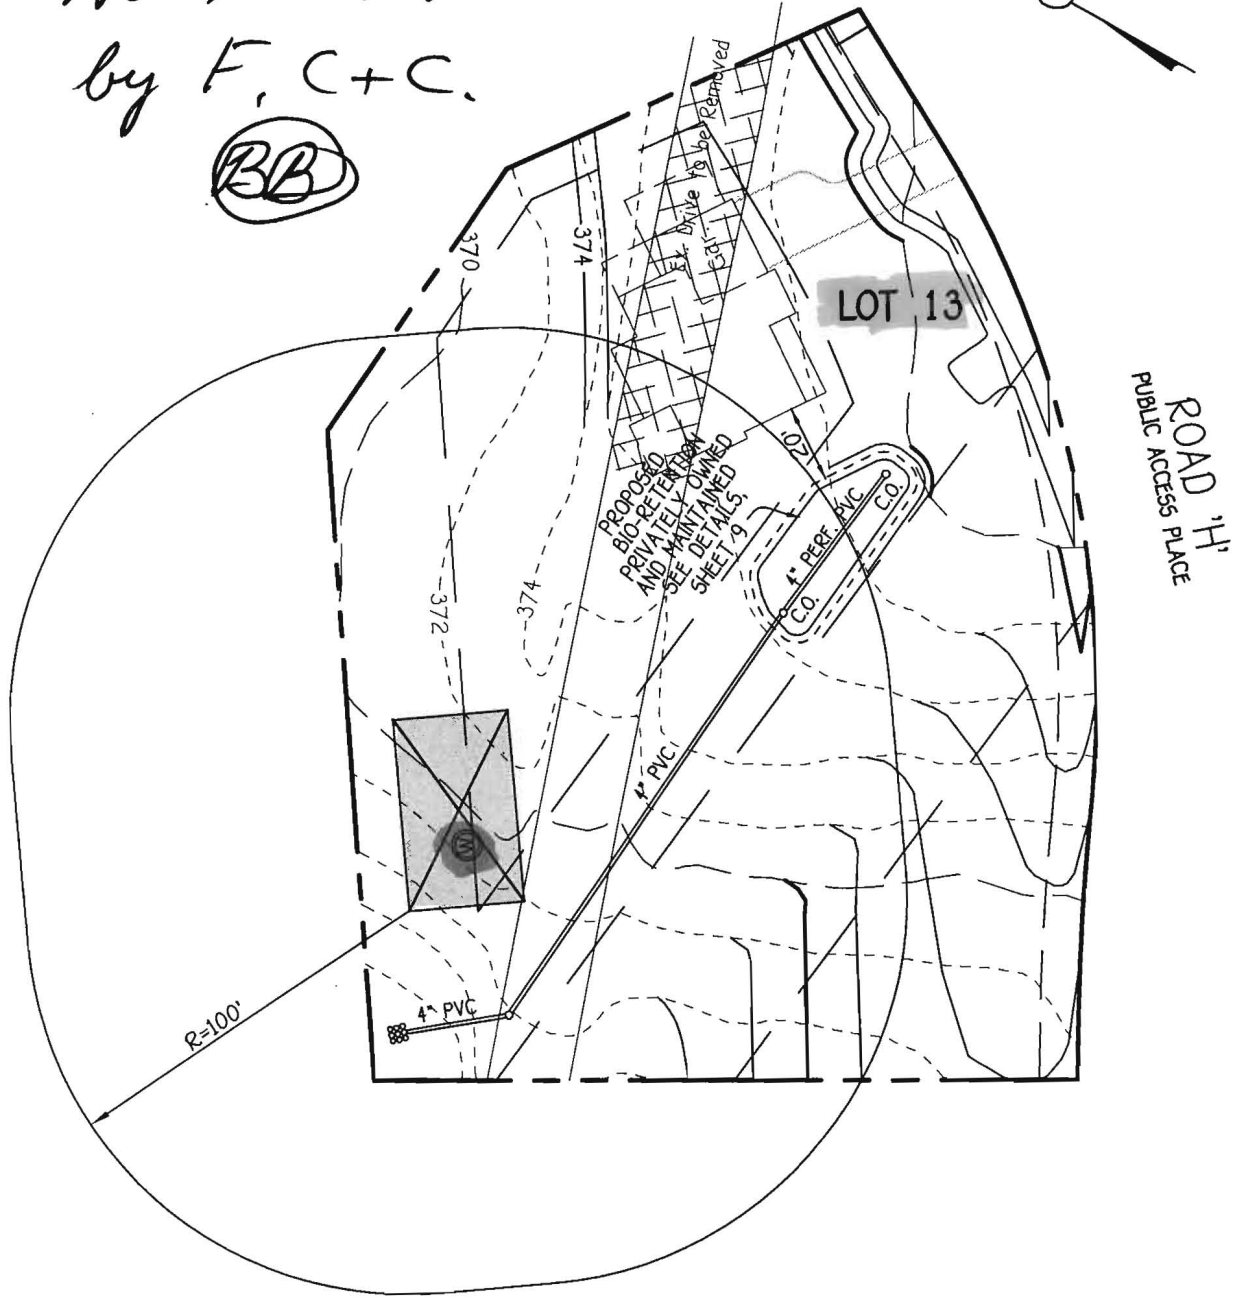 by F, C + C.
BB
Ex. Drive to be Removed
370
374
LOT 13
ROAD 'H'
PUBLIC ACCESS PLACE
20'
PROPOSED
BIO-RETENTION
PRIVATELY OWNED
AND MAINTAINED
SEE DETAILS,
SHEET 9
4" PERF. PVC
C.O.
C.O.
372
374
4" PVC
M
4" PVC
R=100'